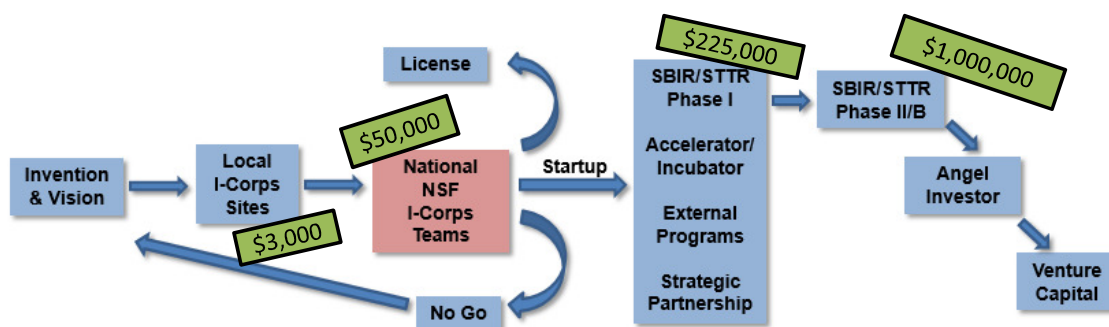 Invention
& Vision
Local
I-Corps
Sites
$3,000
$50,000
National
NSF
I-Corps
Teams
License
No Go
Startup
$225,000
SBIR/STTR
Phase I
Accelerator/
Incubator
External
Programs
Strategic
Partnership
$1,000,000
SBIR/STTR
Phase II/B
Angel
Investor
Venture
Capital